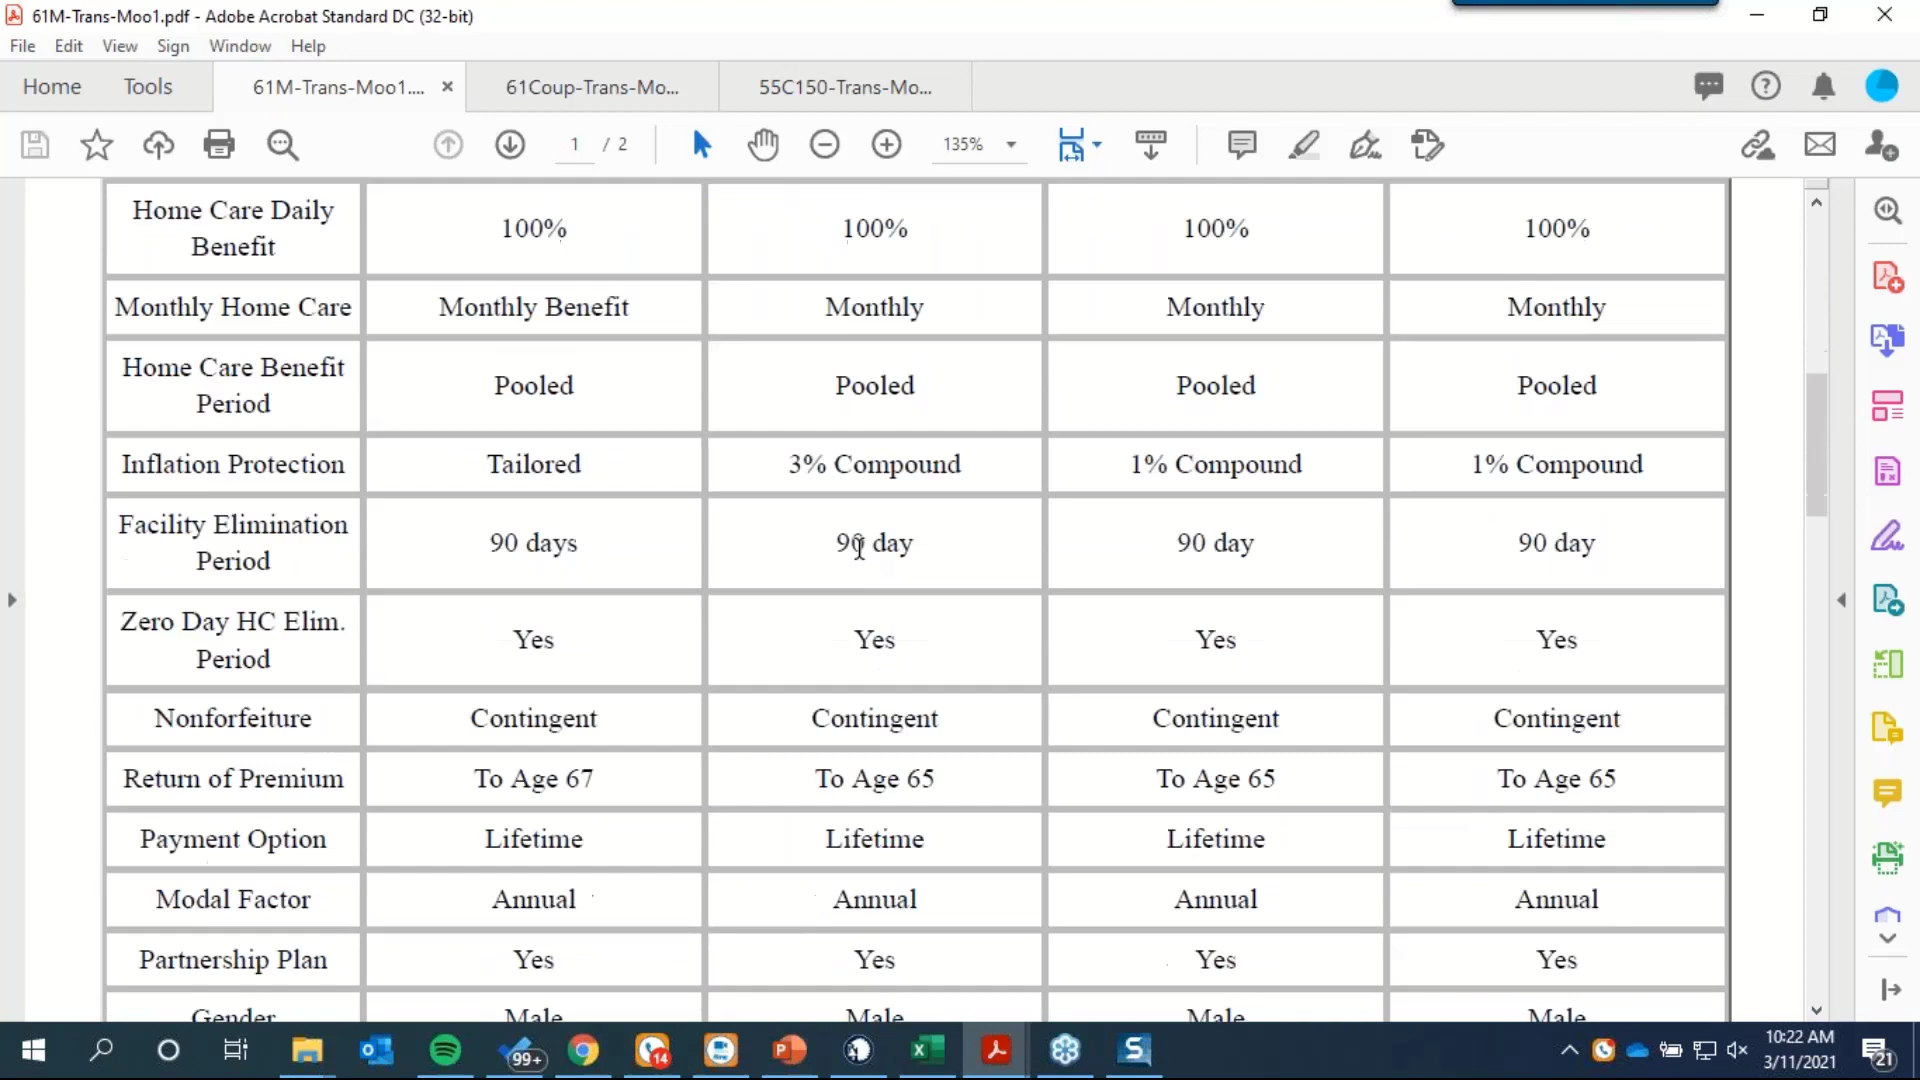 61M-Trans-Moo1.pdf - Adobe Acrobat Standard DC (32-bit)
File Edit View Sign Window Help
Home Tools 61M-Trans-Moo1.... 61Coup-Trans-Mo... 55C150-Trans-Mo...
1 / 2 135%
Home Care Daily
Benefit
100% 100% 100% 100%
Monthly Home Care Monthly Benefit Monthly Monthly Monthly
Home Care Benefit
Period
Pooled Pooled Pooled Pooled
Inflation Protection Tailored 3% Compound 1% Compound 1% Compound
Facility Elimination
Period
90 days 90 day 90 day 90 day
Zero Day HC Elim.
Period
Yes Yes Yes Yes
Nonforfeiture Contingent Contingent Contingent Contingent
Return of Premium To Age 67 To Age 65 To Age 65 To Age 65
Payment Option Lifetime Lifetime Lifetime Lifetime
Modal Factor Annual Annual Annual Annual
Partnership Plan Yes Yes Yes Yes
Gender Male Male Male Male
99+ 14 S
10:22 AM
3/11/2021
21